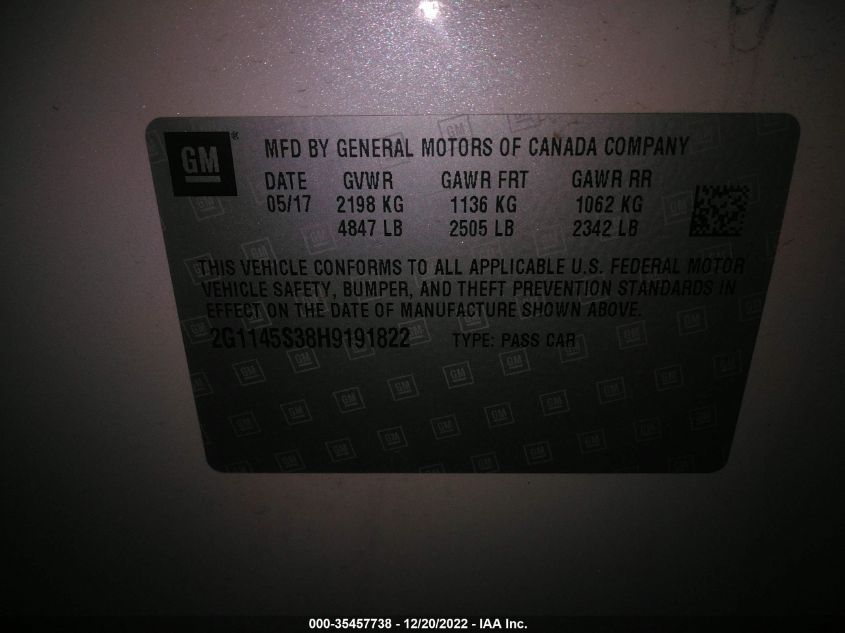 GM ®
MFD BY GENERAL MOTORS OF CANADA COMPANY
DATE GVWR GAWR FRT GAWR RR
05/17 2198 KG 1136 KG 1062 KG
4847 LB 2505 LB 2342 LB
THIS VEHICLE CONFORMS TO ALL APPLICABLE U.S. FEDERAL MOTOR
VEHICLE SAFETY, BUMPER, AND THEFT PREVENTION STANDARDS IN
EFFECT ON THE DATE OF MANUFACTURE SHOWN ABOVE.
2G1145S38H9191822 TYPE: PASS CAR
000-35457738 - 12/20/2022 - IAA Inc.